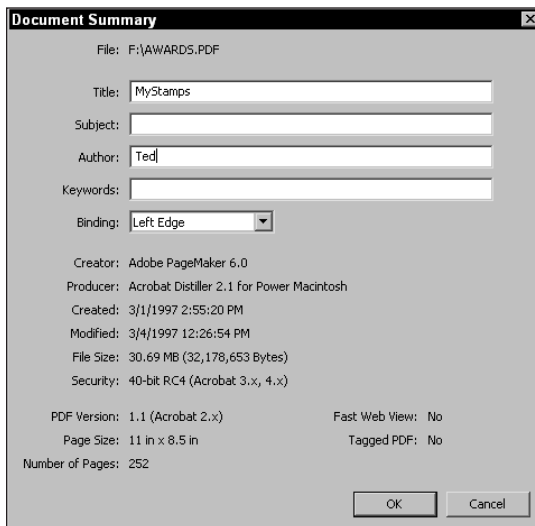 Document Summary
File: F:\AWARDS.PDF
Title: MyStamps
Subject:
Author: Ted
Keywords:
Binding: Left Edge
Creator: Adobe PageMaker 6.0
Producer: Acrobat Distiller 2.1 for Power Macintosh
Created: 3/1/1997 2:55:20 PM
Modified: 3/4/1997 12:26:54 PM
File Size: 30.69 MB (32,178,653 Bytes)
Security: 40-bit RC4 (Acrobat 3.x, 4.x)
PDF Version: 1.1 (Acrobat 2.x) Fast Web View: No
Page Size: 11 in x 8.5 in Tagged PDF: No
Number of Pages: 252
OK Cancel